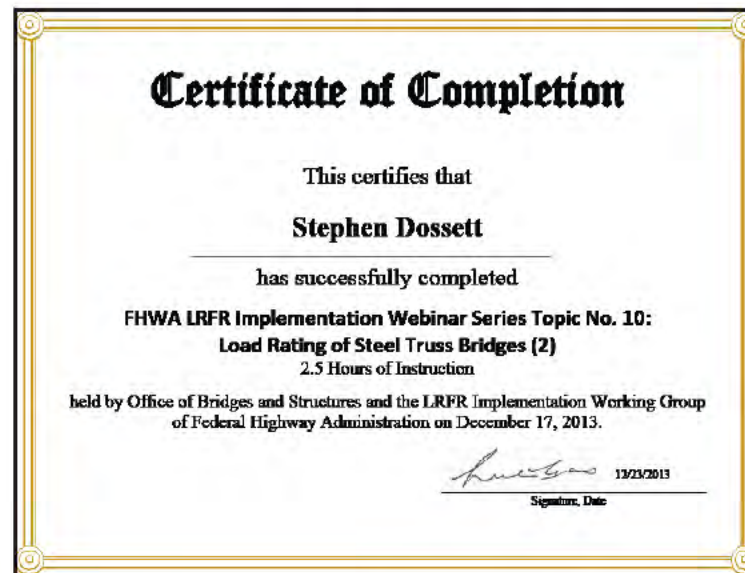 Certificate of Completion
This certifies that
Stephen Dossett
has successfully completed
FHWA LRFR Implementation Webinar Series Topic No. 10:
Load Rating of Steel Truss Bridges (2)
2.5 Hours of Instruction
held by Office of Bridges and Structures and the LRFR Implementation Working Group
of Federal Highway Administration on December 17, 2013.
12/23/2013
Signature, Date